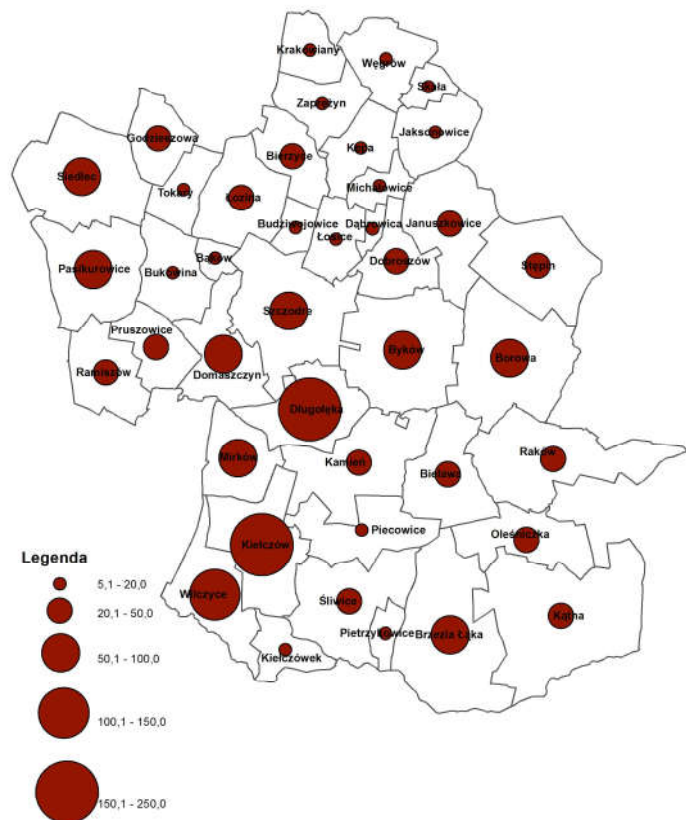 Krakowiany
Węgrów
Skała
Zaprężyn
Godzieszowa
Jaksonowice
Bierzyce
Kępa
Siedlec
Michałowice
Tokary
Łozina
Budziwojowice
Dąbrowica
Januszkowice
Łosice
Bąków
Dobroszów
Stępin
Pasikurowice
Bukowina
Szczodre
Pruszowice
Byków
Borowa
Ramiszów
Domaszczyn
Długołęka
Mirków
Kamień
Raków
Bielawa
Piecowice
Oleśniczka
Kiełczów
Legenda
5,1 - 20,0
Wilczyce
Śliwice
20,1 - 50,0
Kątna
Pietrzykowice
Brzezia Łąka
50,1 - 100,0
Kiełczówek
100,1 - 150,0
150,1 - 250,0